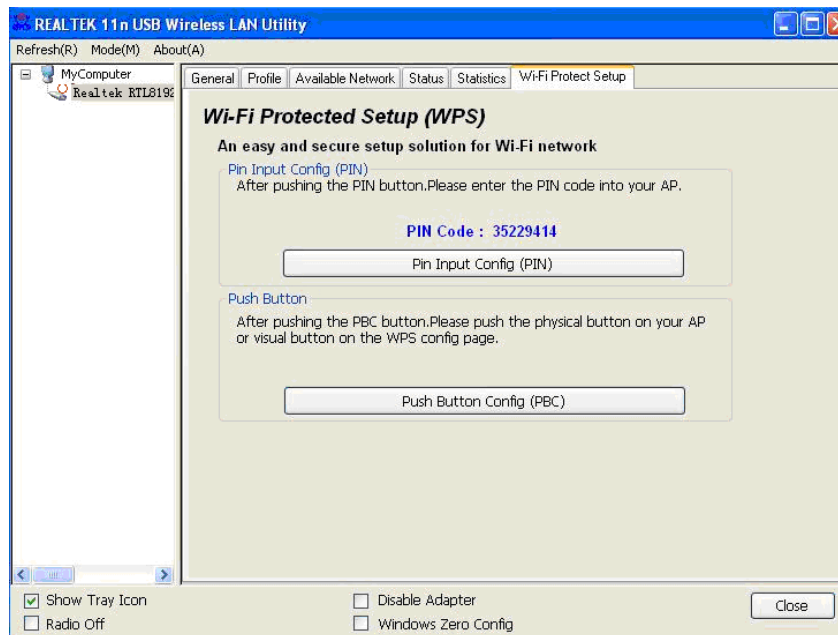 REALTEK 11n USB Wireless LAN Utility
Refresh(R) Mode(M) About(A)
MyComputer
Realtek RTL8192
General Profile Available Network Status Statistics Wi-Fi Protect Setup
Wi-Fi Protected Setup (WPS)
An easy and secure setup solution for Wi-Fi network
Pin Input Config (PIN)
After pushing the PIN button.Please enter the PIN code into your AP.
PIN Code : 35229414
Pin Input Config (PIN)
Push Button
After pushing the PBC button.Please push the physical button on your AP
or visual button on the WPS config page.
Push Button Config (PBC)
Show Tray Icon
Disable Adapter
Radio Off
Windows Zero Config
Close